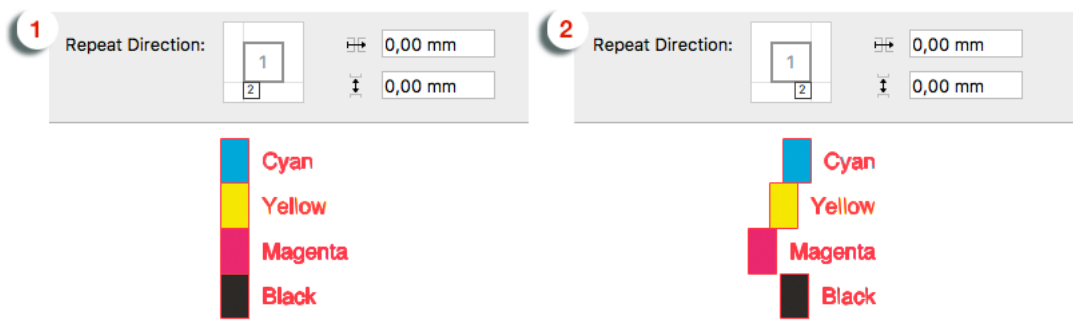 1
Repeat Direction:
1
2
0,00 mm
0,00 mm
Cyan
Yellow
Magenta
Black
2
Repeat Direction:
1
2
0,00 mm
0,00 mm
Cyan
Yellow
Magenta
Black